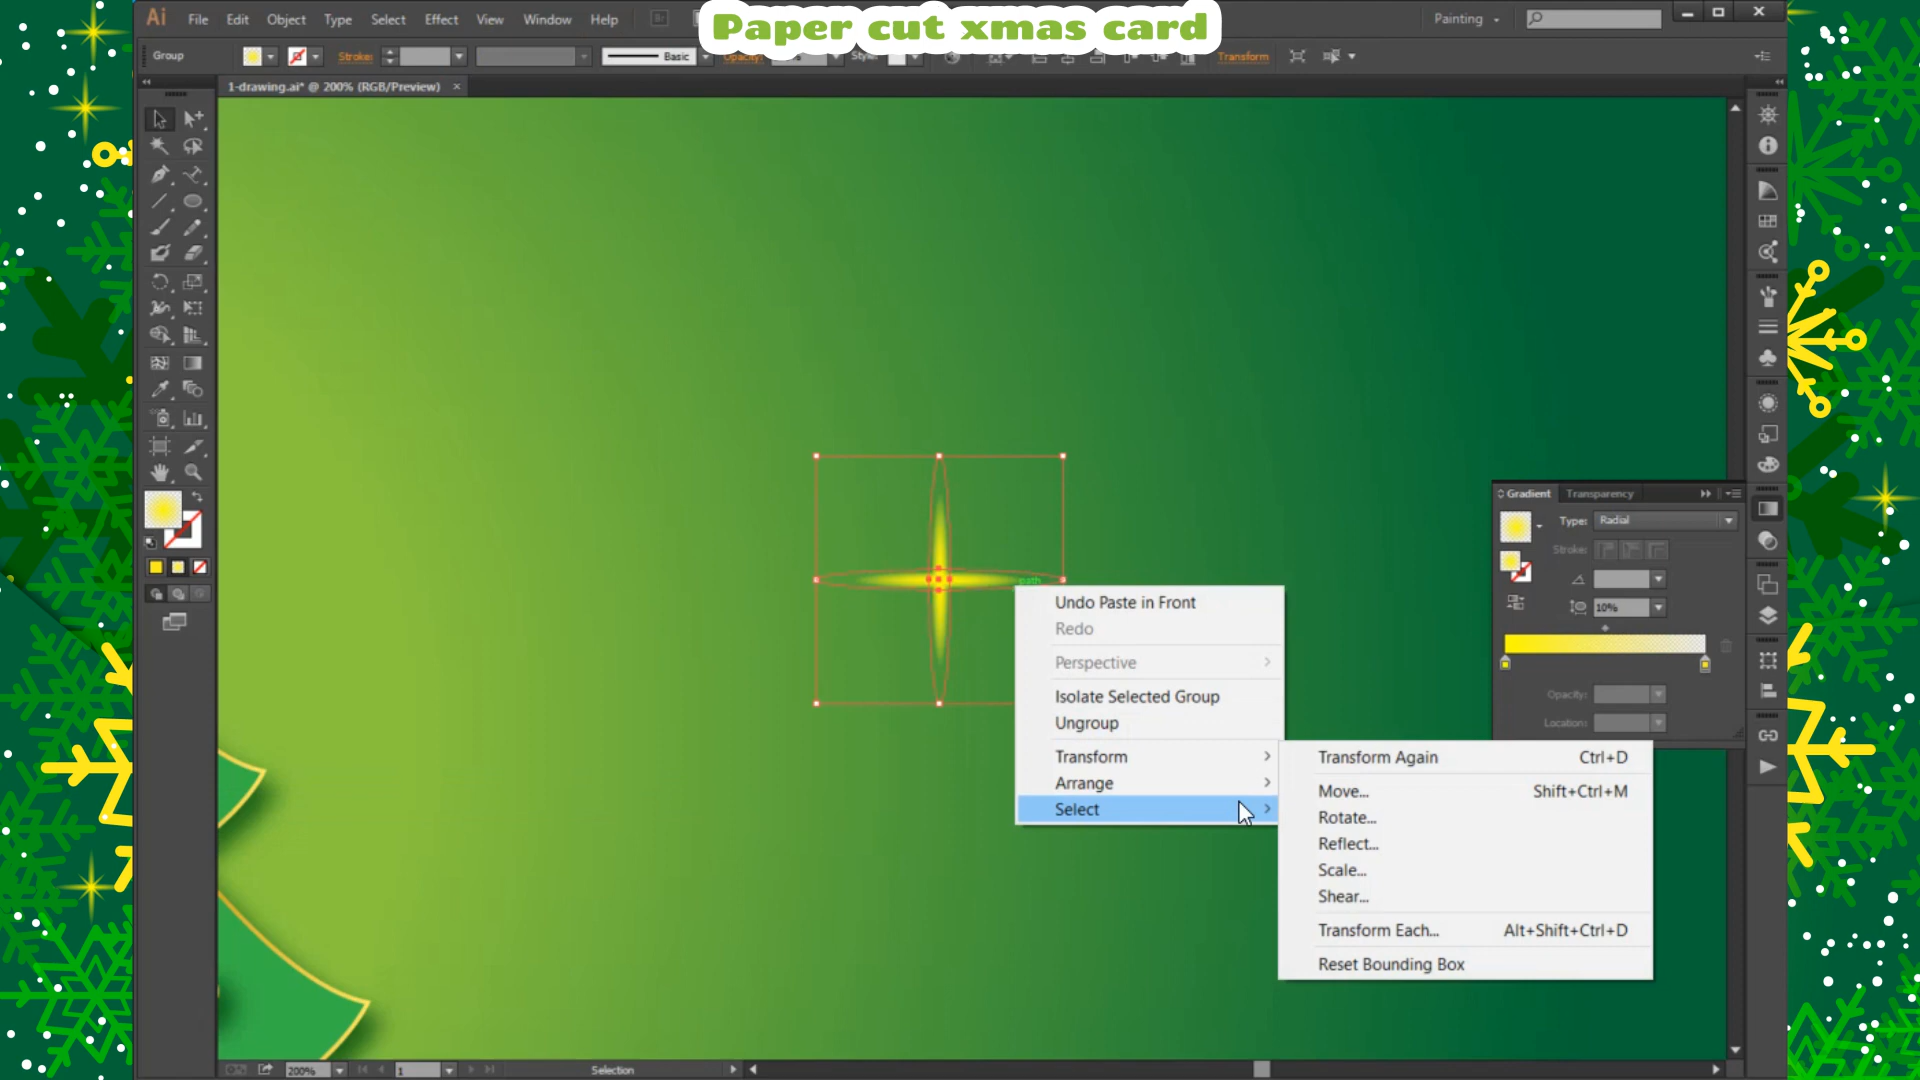 Paper cut xmas card
Ai File Edit Object Type Select Effect View Window Help Br Painting
Group Stroke: Basic Opacity: Style: Transform
1-drawing.ai* @ 200% (RGB/Preview) ×
path
Undo Paste in Front
Redo
Perspective
Isolate Selected Group
Ungroup
Transform
Arrange
Select
Transform Again Ctrl+D
Move... Shift+Ctrl+M
Rotate...
Reflect...
Scale...
Shear...
Transform Each... Alt+Shift+Ctrl+D
Reset Bounding Box
Gradient Transparency
Type: Radial
Stroke:
10%
Opacity:
Location:
200% 1 Selection